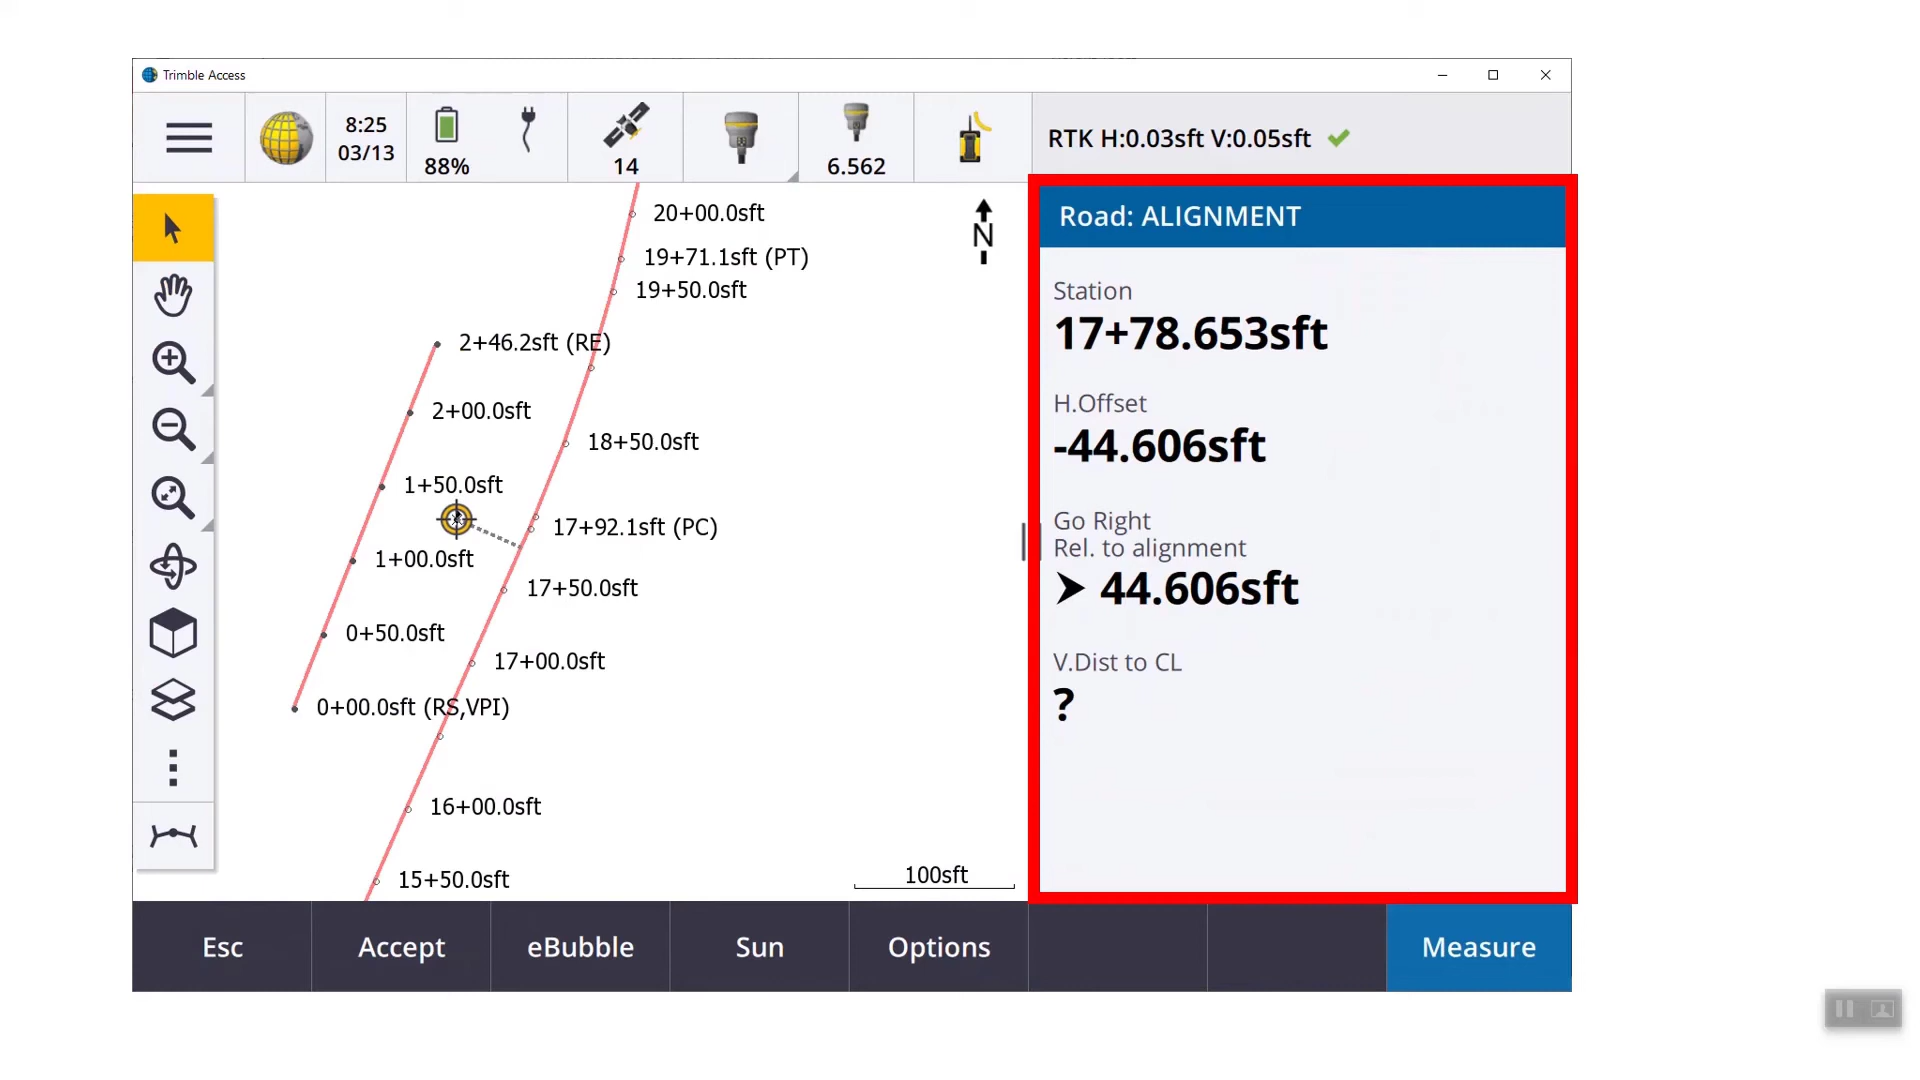 Trimble Access
8:25
03/13
88%
14
6.562
RTK H:0.03sft V:0.05sft
20+00.0sft
19+71.1sft (PT)
19+50.0sft
2+46.2sft (RE)
2+00.0sft
18+50.0sft
1+50.0sft
17+92.1sft (PC)
1+00.0sft
17+50.0sft
0+50.0sft
17+00.0sft
0+00.0sft (RS,VPI)
16+00.0sft
15+50.0sft
N
100sft
Road: ALIGNMENT
Station
17+78.653sft
H.Offset
-44.606sft
Go Right
Rel. to alignment
44.606sft
V.Dist to CL
?
Esc
Accept
eBubble
Sun
Options
Measure